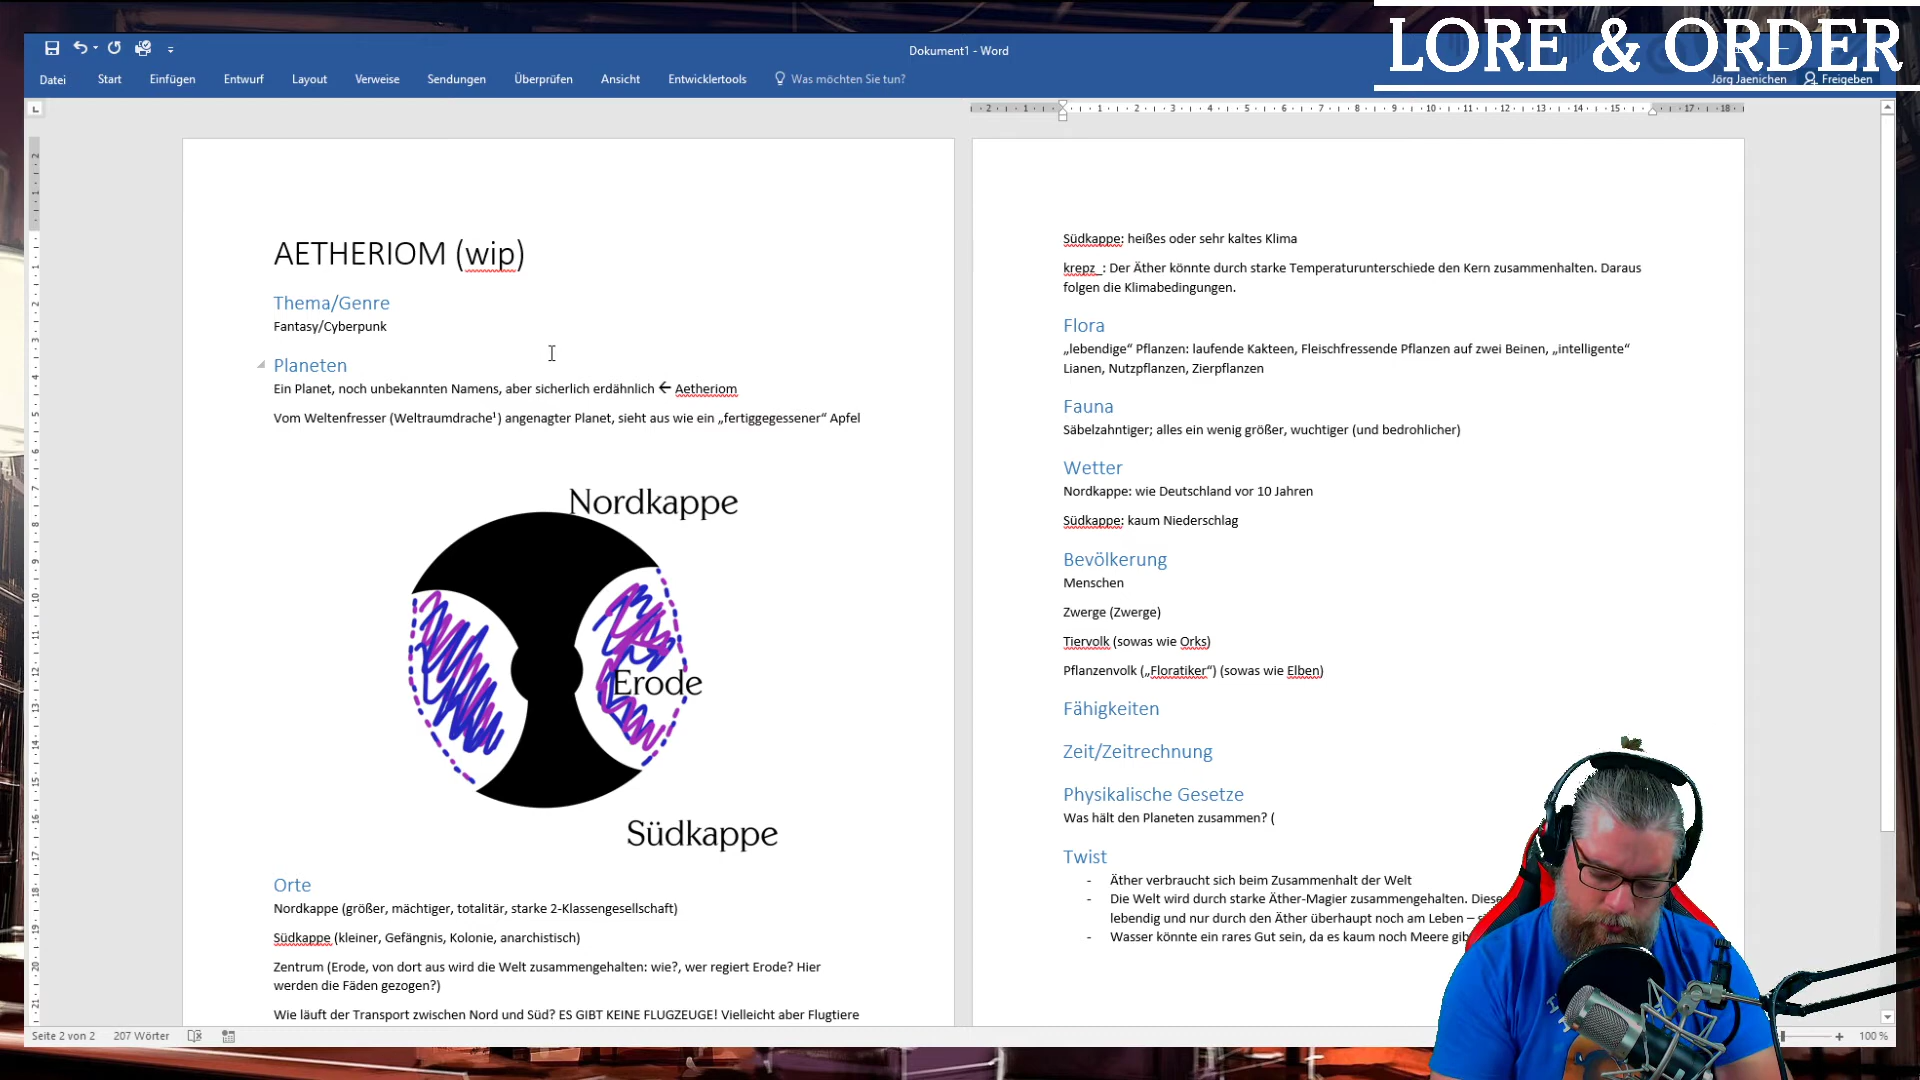 LORE & ORDER
Dokument1 - Word
Datei Start Einfügen Entwurf Layout Verweise Sendungen Überprüfen Ansicht Entwicklertools Was möchten Sie tun? Jörg Jaenichen Freigeben
AETHERIOM (wip)
Thema/Genre
Fantasy/Cyberpunk
Planeten
Ein Planet, noch unbekannten Namens, aber sicherlich erdähnlich ← Aetheriom
Vom Weltenfresser (Weltraumdrache¹) angenagter Planet, sieht aus wie ein „fertiggegessener“ Apfel
Nordkappe
Erode
Südkappe
Orte
Nordkappe (größer, mächtiger, totalitär, starke 2-Klassengesellschaft)
Südkappe (kleiner, Gefängnis, Kolonie, anarchistisch)
Zentrum (Erode, von dort aus wird die Welt zusammengehalten: wie?, wer regiert Erode? Hier
werden die Fäden gezogen?)
Wie läuft der Transport zwischen Nord und Süd? ES GIBT KEINE FLUGZEUGE! Vielleicht aber Flugtiere
Südkappe: heißes oder sehr kaltes Klima
krepz_: Der Äther könnte durch starke Temperaturunterschiede den Kern zusammenhalten. Daraus
folgen die Klimabedingungen.
Flora
„lebendige“ Pflanzen: laufende Kakteen, Fleischfressende Pflanzen auf zwei Beinen, „intelligente“
Lianen, Nutzpflanzen, Zierpflanzen
Fauna
Säbelzahntiger; alles ein wenig größer, wuchtiger (und bedrohlicher)
Wetter
Nordkappe: wie Deutschland vor 10 Jahren
Südkappe: kaum Niederschlag
Bevölkerung
Menschen
Zwerge (Zwerge)
Tiervolk (sowas wie Orks)
Pflanzenvolk („Floratiker“) (sowas wie Elben)
Fähigkeiten
Zeit/Zeitrechnung
Physikalische Gesetze
Was hält den Planeten zusammen? (
Twist
- Äther verbraucht sich beim Zusammenhalt der Welt
- Die Welt wird durch starke Äther-Magier zusammengehalten. Diese
lebendig und nur durch den Äther überhaupt noch am Leben –
- Wasser könnte ein rares Gut sein, da es kaum noch Meere
Seite 2 von 2 207 Wörter
100 %